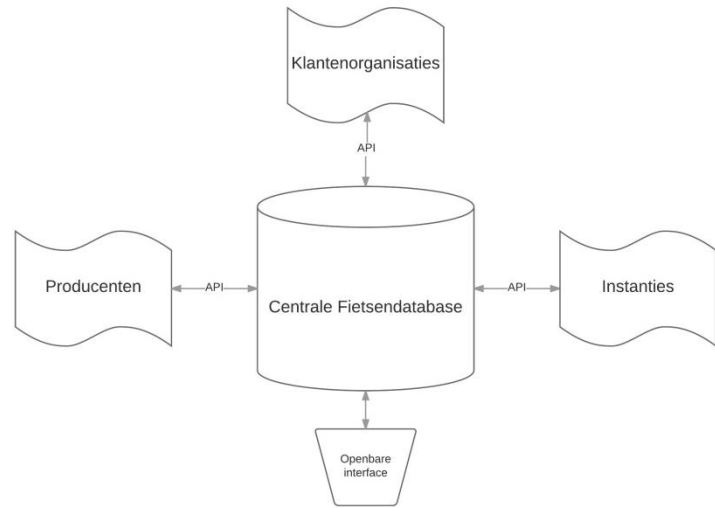 Klantenorganisaties
API
Producenten
API
Centrale Fietsendatabase
API
Instanties
Openbare
interface